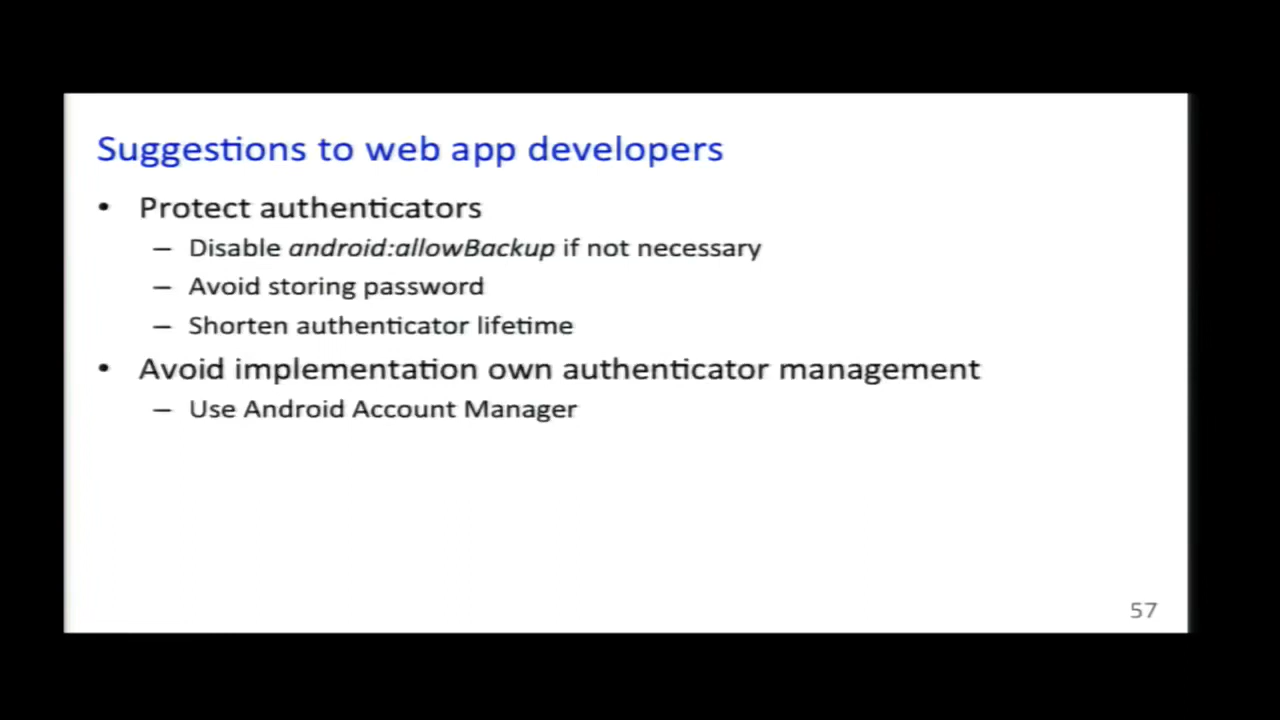 Suggestions to web app developers
• Protect authenticators
– Disable android:allowBackup if not necessary
– Avoid storing password
– Shorten authenticator lifetime
• Avoid implementation own authenticator management
– Use Android Account Manager
57